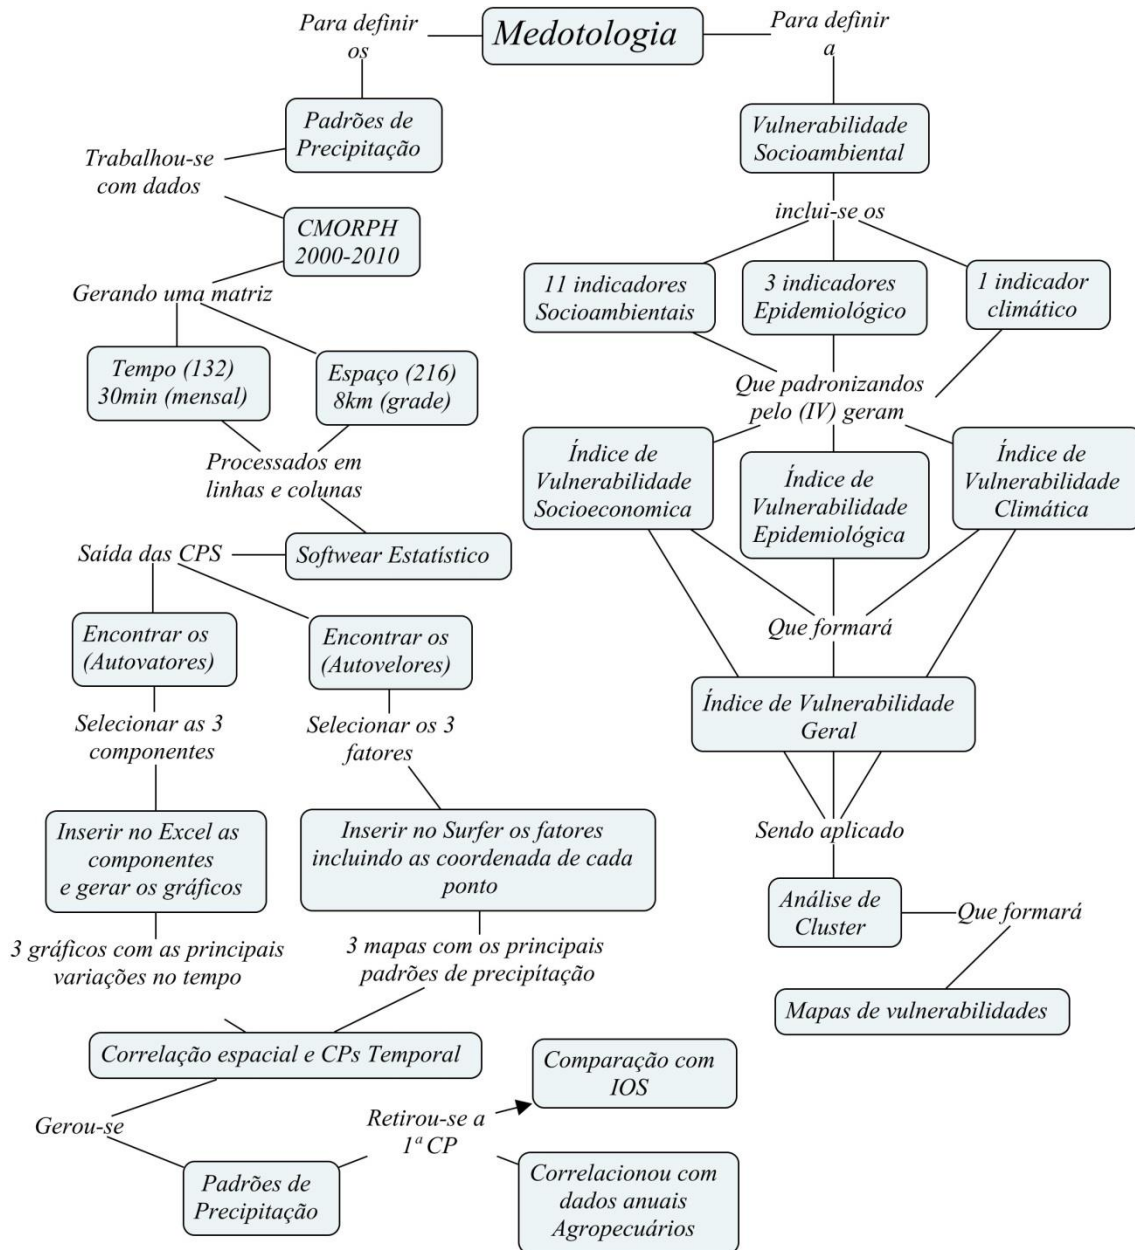 Medotologia
Para definir
os
Para definir
a
Padrões de
Precipitação
Trabalhou-se
com dados
CMORPH
2000-2010
Gerando uma matriz
Tempo (132)
30min (mensal)
Espaço (216)
8km (grade)
Processados em
linhas e colunas
Softwear Estatístico
Saída das CPS
Encontrar os
(Autovatores)
Encontrar os
(Autovelores)
Selecionar as 3
componentes
Selecionar os 3
fatores
Inserir no Excel as
componentes
e gerar os gráficos
Inserir no Surfer os fatores
incluindo as coordenada de cada
ponto
3 gráficos com as principais
variações no tempo
3 mapas com os principais
padrões de precipitação
Correlação espacial e CPs Temporal
Gerou-se
Padrões de
Precipitação
Retirou-se a
1ª CP
Comparação com
IOS
Correlacionou com
dados anuais
Agropecuários
Vulnerabilidade
Socioambiental
inclui-se os
11 indicadores
Socioambientais
3 indicadores
Epidemiológico
1 indicador
climático
Que padronizandos
pelo (IV) geram
Índice de
Vulnerabilidade
Socioeconomica
Índice de
Vulnerabilidade
Epidemiológica
Índice de
Vulnerabilidade
Climática
Que formará
Índice de Vulnerabilidade
Geral
Sendo aplicado
Análise de
Cluster
Que formará
Mapas de vulnerabilidades